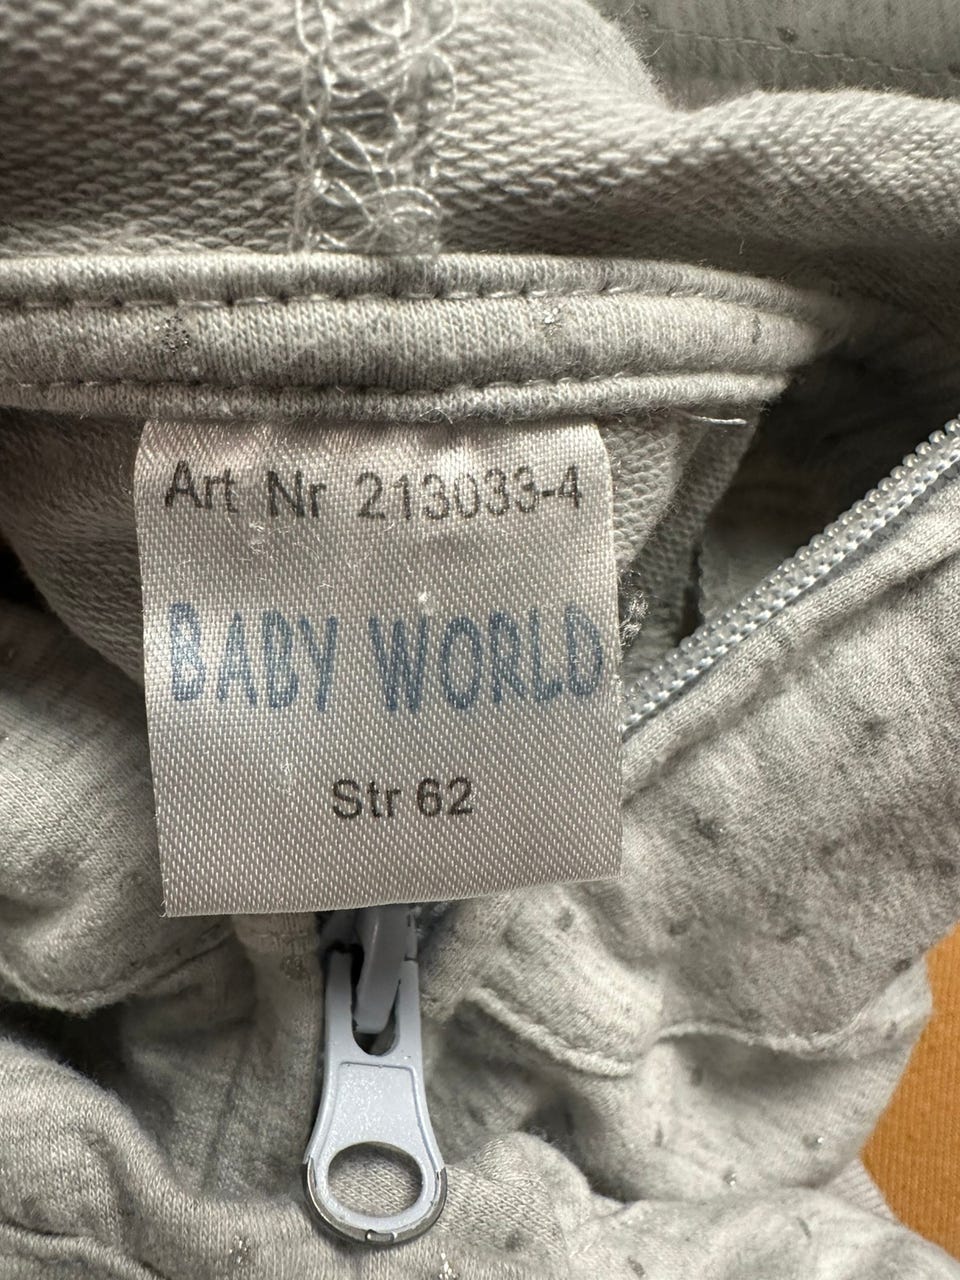 Art Nr 213033-4
BABY WORLD
Str 62